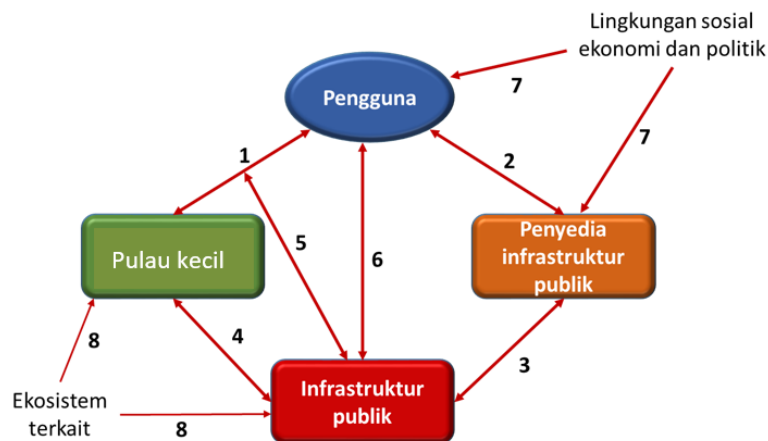 Lingkungan sosial
ekonomi dan politik
Pengguna
7
7
1
2
Pulau kecil
5
6
Penyedia
infrastruktur
publik
8
4
3
Ekosistem
terkait
8
Infrastruktur
publik